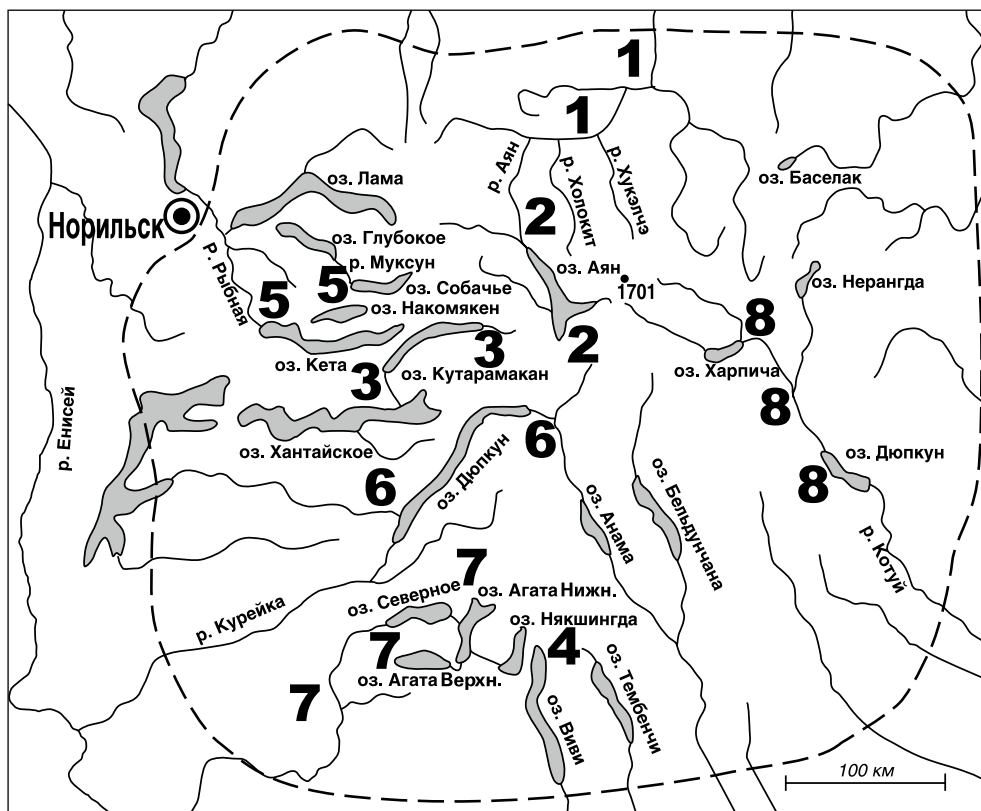 1
1
р. Аян
р. Холокит
р. Хукэлчэ
оз. Баселак
оз. Лама
Норильск
2
оз. Глубокое
р. Муксун
5
5
р. Рыбная
оз. Собачье
оз. Накомякен
оз. Аян
1701
оз. Нерангда
8
2
3
оз. Кета
3
оз. Кутарамакан
оз. Харпича
8
р. Енисей
оз. Хантайское
6
6
оз. Дюпкун
оз. Дюпкун
8
оз. Анама
оз. Бельдунчана
р. Котуй
7
оз. Северное
оз. Агата Нижн.
р. Курейка
оз. Някшингда
4
7
оз. Агата Верхн.
7
оз. Виви
оз. Тембенчи
100 км